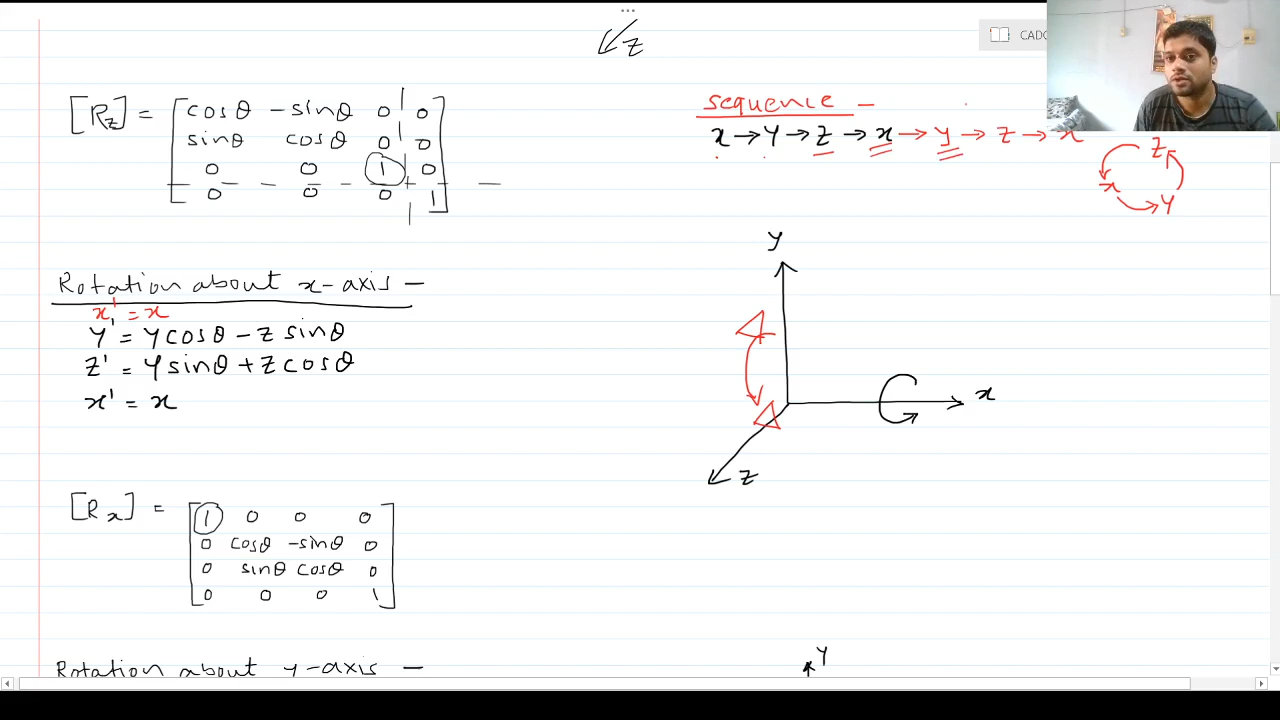 Z
CADC
[Rz] = [ cosθ -sinθ 0 0
sinθ cosθ 0 0
0 0 1 0
0 0 0 1 ]
sequence -
x → Y → Z → x → y → z → x
Z
x
Y
Rotation about x-axis -
x' = x
Y' = Y cosθ - Z sinθ
Z' = Y sinθ + Z cosθ
x' = x
y
x
Z
[Rx] = [ 1 0 0 0
0 cosθ -sinθ 0
0 sinθ cosθ 0
0 0 0 1 ]
Rotation about y-axis -
Y